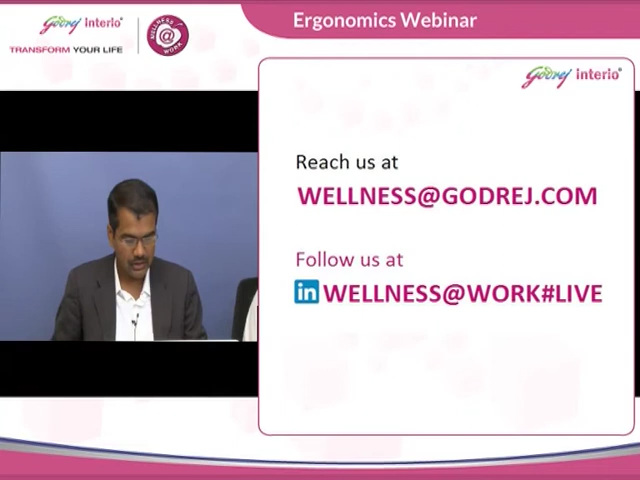 Godrej interio
TRANSFORM YOUR LIFE
WELLNESS
@
WORK
Ergonomics Webinar
Godrej interio
Reach us at
WELLNESS@GODREJ.COM
Follow us at
in WELLNESS@WORK#LIVE